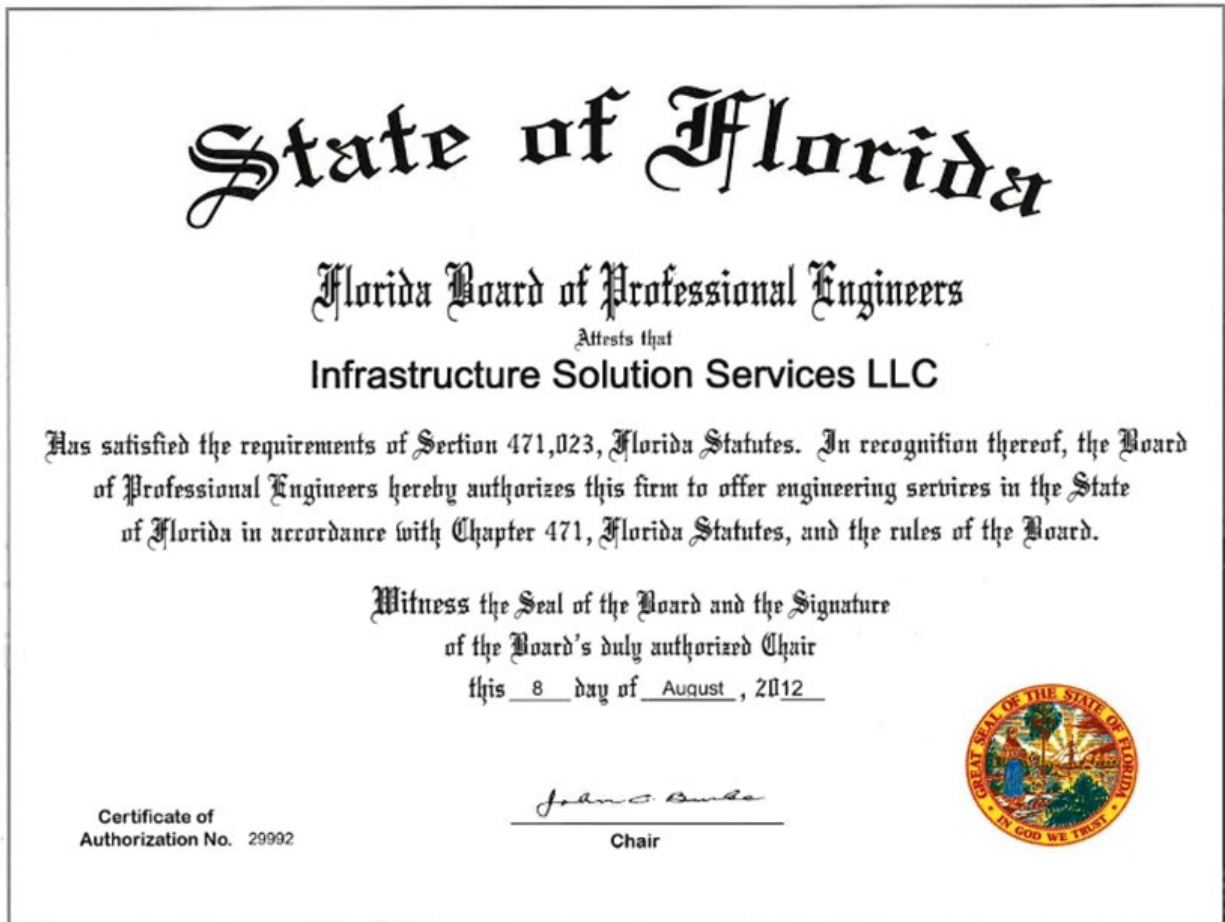 State of Florida
Florida Board of Professional Engineers
Attests that
Infrastructure Solution Services LLC
Has satisfied the requirements of Section 471,023, Florida Statutes. In recognition thereof, the Board
of Professional Engineers hereby authorizes this firm to offer engineering services in the State
of Florida in accordance with Chapter 471, Florida Statutes, and the rules of the Board.
Witness the Seal of the Board and the Signature
of the Board's duly authorized Chair
this 8 day of August, 2012
GREAT SEAL OF THE STATE OF FLORIDA
IN GOD WE TRUST
John C. Burke
Certificate of
Authorization No. 29992
Chair